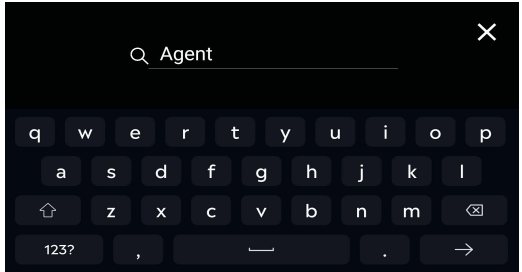 Agent
q w e r t y u i o p
a s d f g h j k l
z x c v b n m
123? , .